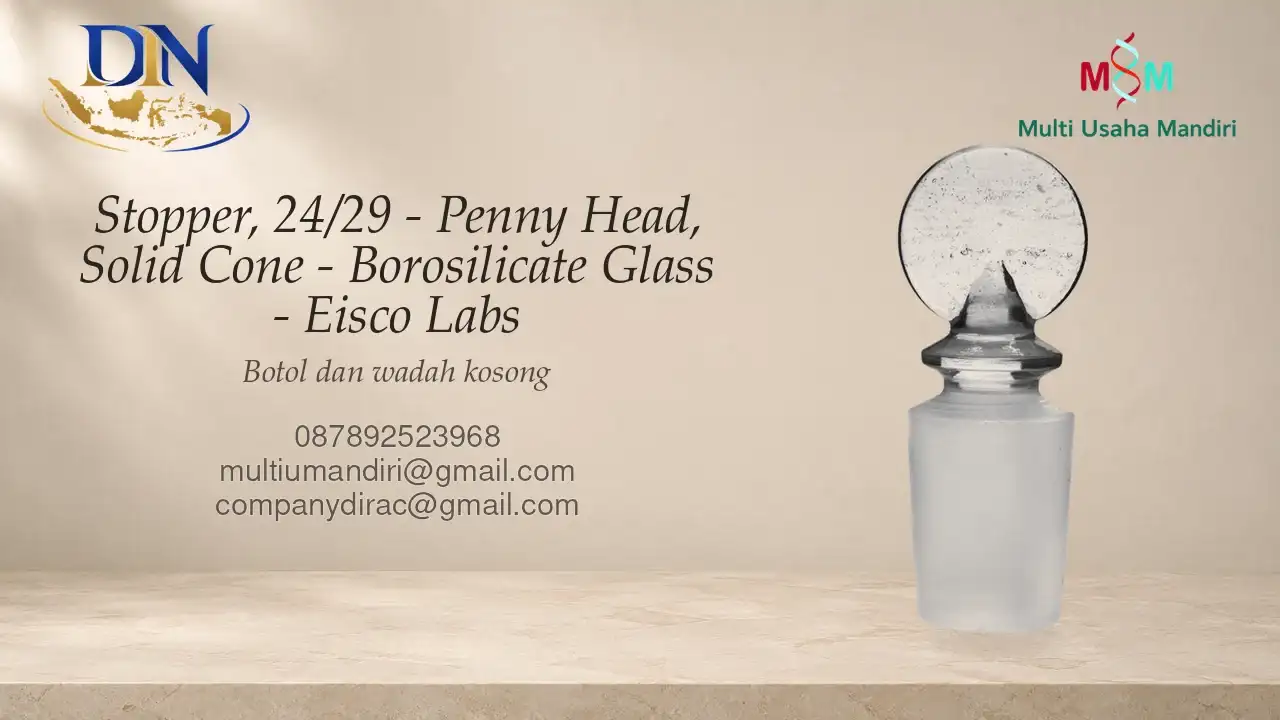 DIN
M M
Multi Usaha Mandiri
Stopper, 24/29 - Penny Head,
Solid Cone - Borosilicate Glass
- Eisco Labs
Botol dan wadah kosong
087892523968
multiumandiri@gmail.com
companydirac@gmail.com